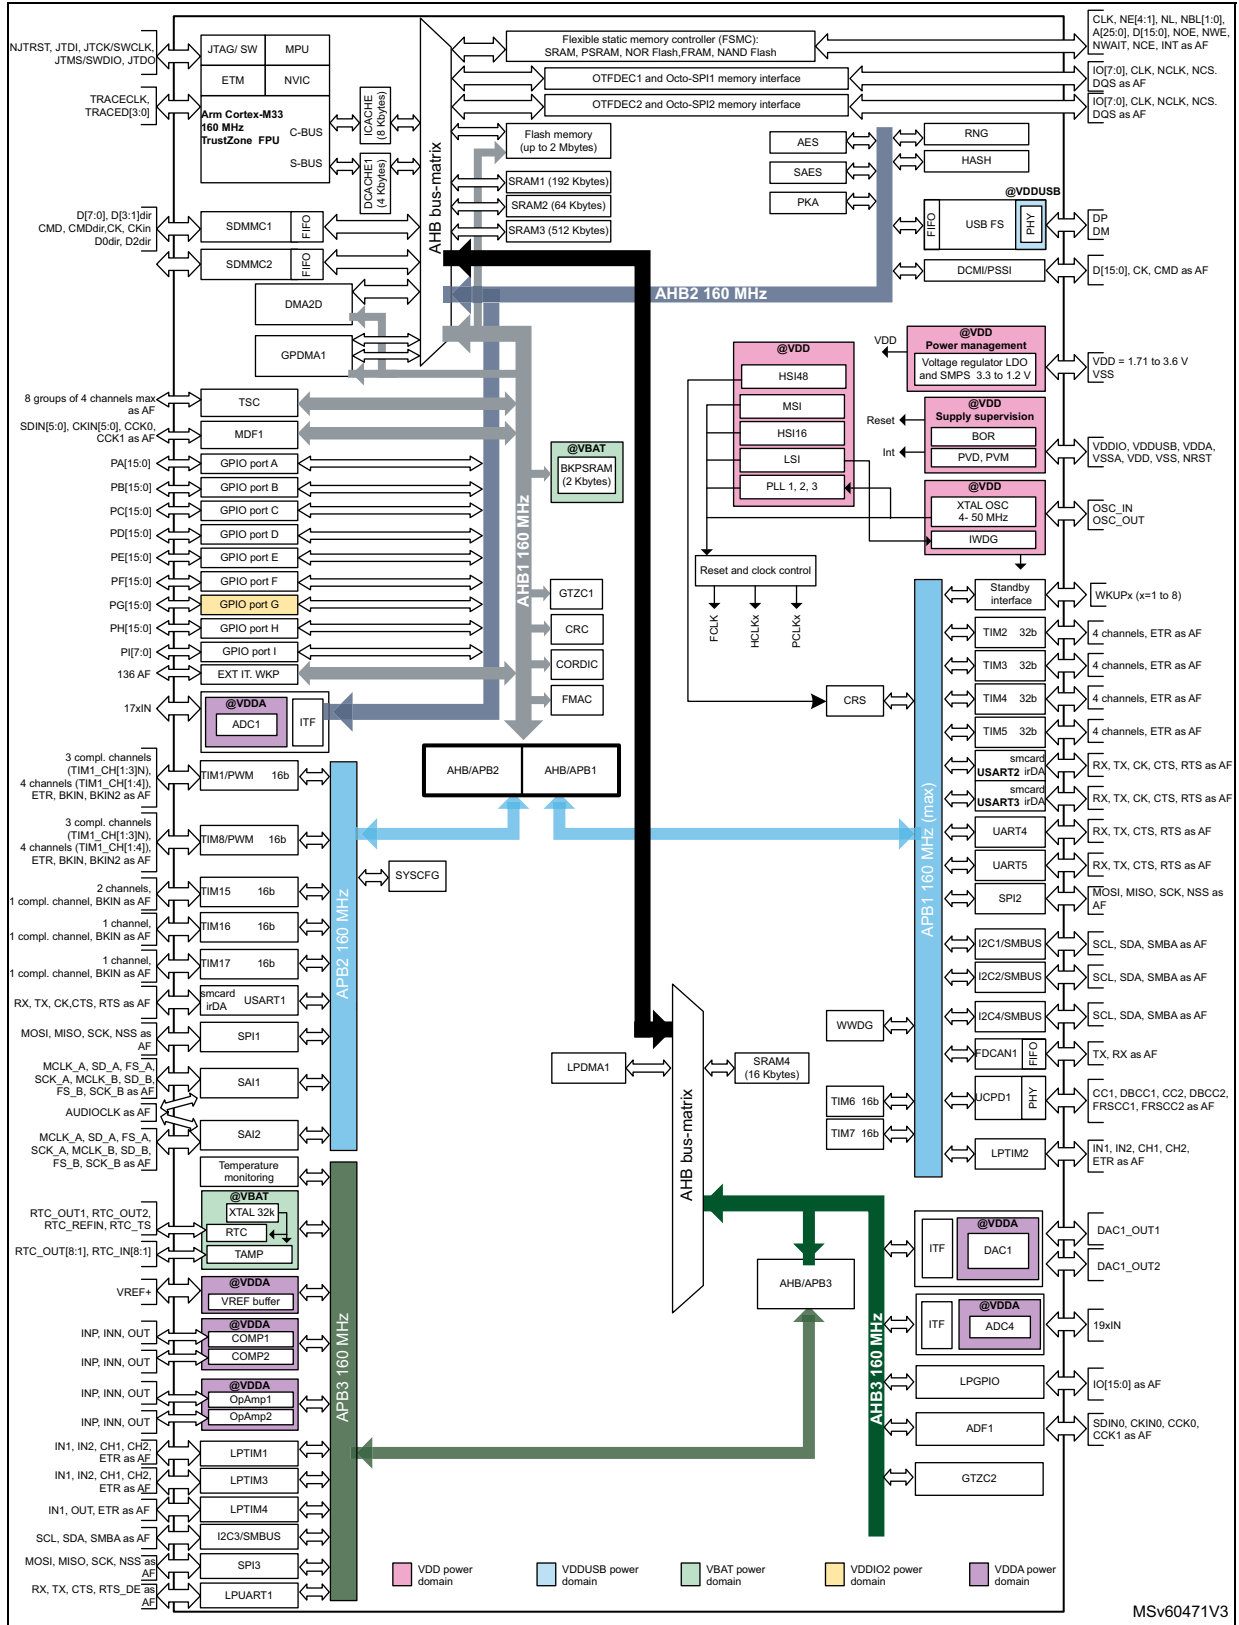 NJTRST, JTDI, JTCK/SWCLK,
JTMS/SWDIO, JTDO
TRACECLK,
TRACED[3:0]
JTAG/ SW
MPU
ETM
NVIC
Arm Cortex-M33
160 MHz
TrustZone FPU
C-BUS
S-BUS
ICACHE
(8 Kbytes)
DCACHE1
(4 Kbytes)
AHB bus-matrix
Flexible static memory controller (FSMC):
SRAM, PSRAM, NOR Flash,FRAM, NAND Flash
CLK, NE[4:1], NL, NBL[1:0],
A[25:0], D[15:0], NOE, NWE,
NWAIT, NCE, INT as AF
OTFDEC1 and Octo-SPI1 memory interface
IO[7:0], CLK, NCLK, NCS.
DQS as AF
OTFDEC2 and Octo-SPI2 memory interface
IO[7:0], CLK, NCLK, NCS.
DQS as AF
Flash memory
(up to 2 Mbytes)
SRAM1 (192 Kbytes)
SRAM2 (64 Kbytes)
SRAM3 (512 Kbytes)
AES
SAES
PKA
RNG
HASH
@VDDUSB
FIFO
USB FS
PHY
DP
DM
DCMI/PSSI
D[15:0], CK, CMD as AF
AHB2 160 MHz
D[7:0], D[3:1]dir
CMD, CMDdir,CK, CKin
D0dir, D2dir
SDMMC1
FIFO
SDMMC2
FIFO
DMA2D
GPDMA1
8 groups of 4 channels max
as AF
TSC
SDIN[5:0], CKIN[5:0], CCK0,
CCK1 as AF
MDF1
PA[15:0]
GPIO port A
PB[15:0]
GPIO port B
PC[15:0]
GPIO port C
PD[15:0]
GPIO port D
PE[15:0]
GPIO port E
PF[15:0]
GPIO port F
PG[15:0]
GPIO port G
PH[15:0]
GPIO port H
PI[7:0]
GPIO port I
136 AF
EXT IT. WKP
17xIN
@VDDA
ADC1
ITF
AHB1 160 MHz
@VBAT
BKPSRAM
(2 Kbytes)
GTZC1
CRC
CORDIC
FMAC
@VDD
HSI48
MSI
HSI16
LSI
PLL 1, 2, 3
VDD
@VDD
Power management
Voltage regulator LDO
and SMPS 3.3 to 1.2 V
VDD = 1.71 to 3.6 V
VSS
Reset
Int
@VDD
Supply supervision
BOR
PVD, PVM
VDDIO, VDDUSB, VDDA,
VSSA, VDD, VSS, NRST
@VDD
XTAL OSC
4- 50 MHz
IWDG
OSC_IN
OSC_OUT
Reset and clock control
FCLK
HCLKx
PCLKx
Standby
interface
WKUPx (x=1 to 8)
CRS
AHB/APB2
AHB/APB1
TIM2 32b
4 channels, ETR as AF
TIM3 32b
4 channels, ETR as AF
TIM4 32b
4 channels, ETR as AF
TIM5 32b
4 channels, ETR as AF
smcard
USART2 irDA
RX, TX, CK, CTS, RTS as AF
smcard
USART3 irDA
RX, TX, CK, CTS, RTS as AF
UART4
RX, TX, CTS, RTS as AF
UART5
RX, TX, CTS, RTS as AF
SPI2
MOSI, MISO, SCK, NSS as
AF
I2C1/SMBUS
SCL, SDA, SMBA as AF
I2C2/SMBUS
SCL, SDA, SMBA as AF
I2C4/SMBUS
SCL, SDA, SMBA as AF
FDCAN1
FIFO
TX, RX as AF
UCPD1
PHY
CC1, DBCC1, CC2, DBCC2,
FRSCC1, FRSCC2 as AF
LPTIM2
IN1, IN2, CH1, CH2,
ETR as AF
APB1 160 MHz (max)
WWDG
TIM6 16b
TIM7 16b
3 compl. channels
(TIM1_CH[1:3]N),
4 channels (TIM1_CH[1:4]),
ETR, BKIN, BKIN2 as AF
TIM1/PWM 16b
3 compl. channels
(TIM1_CH[1:3]N),
4 channels (TIM1_CH[1:4]),
ETR, BKIN, BKIN2 as AF
TIM8/PWM 16b
SYSCFG
2 channels,
1 compl. channel, BKIN as AF
TIM15 16b
1 channel,
1 compl. channel, BKIN as AF
TIM16 16b
1 channel,
1 compl. channel, BKIN as AF
TIM17 16b
RX, TX, CK,CTS, RTS as AF
smcard
irDA
USART1
MOSI, MISO, SCK, NSS as
AF
SPI1
MCLK_A, SD_A, FS_A,
SCK_A, MCLK_B, SD_B,
FS_B, SCK_B as AF
SAI1
AUDIOCLK as AF
MCLK_A, SD_A, FS_A,
SCK_A, MCLK_B, SD_B,
FS_B, SCK_B as AF
SAI2
APB2 160 MHz
LPDMA1
SRAM4
(16 Kbytes)
AHB bus-matrix
Temperature
monitoring
@VBAT
XTAL 32k
RTC
TAMP
RTC_OUT1, RTC_OUT2,
RTC_REFIN, RTC_TS
RTC_OUT[8:1], RTC_IN[8:1]
VREF+
@VDDA
VREF buffer
INP, INN, OUT
INP, INN, OUT
@VDDA
COMP1
COMP2
INP, INN, OUT
INP, INN, OUT
@VDDA
OpAmp1
OpAmp2
IN1, IN2, CH1, CH2,
ETR as AF
LPTIM1
IN1, IN2, CH1, CH2,
ETR as AF
LPTIM3
IN1, OUT, ETR as AF
LPTIM4
SCL, SDA, SMBA as AF
I2C3/SMBUS
MOSI, MISO, SCK, NSS as
AF
SPI3
RX, TX, CTS, RTS_DE as
AF
LPUART1
APB3 160 MHz
AHB/APB3
AHB3 160 MHz
ITF
@VDDA
DAC1
DAC1_OUT1
DAC1_OUT2
ITF
@VDDA
ADC4
19xIN
LPGPIO
IO[15:0] as AF
ADF1
SDIN0, CKIN0, CCK0,
CCK1 as AF
GTZC2
VDD power
domain
VDDUSB power
domain
VBAT power
domain
VDDIO2 power
domain
VDDA power
domain
MSv60471V3